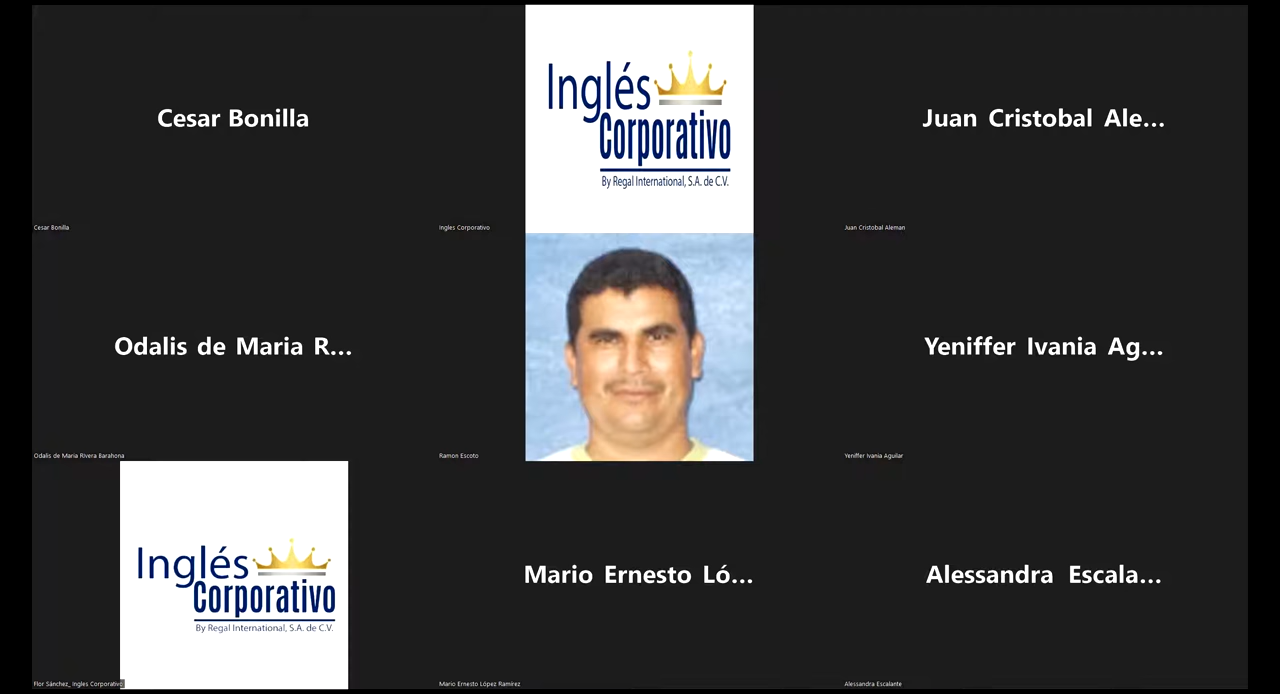 Cesar Bonilla
Inglés
Corporativo
By Regal International, S.A. de C.V.
Juan Cristobal Ale...
Cesar Bonilla
Ingles Corporativo
Juan Cristobal Aleman
Odalis de Maria R...
Yeniffer Ivania Ag...
Odalis de Maria Rivera Barahona
Ramon Escoto
Yeniffer Ivania Aguilar
Inglés
Corporativo
By Regal International, S.A. de C.V.
Mario Ernesto Ló...
Alessandra Escala...
Flor Sánchez_ Ingles Corporativo
Mario Ernesto López Ramírez
Alessandra Escalante